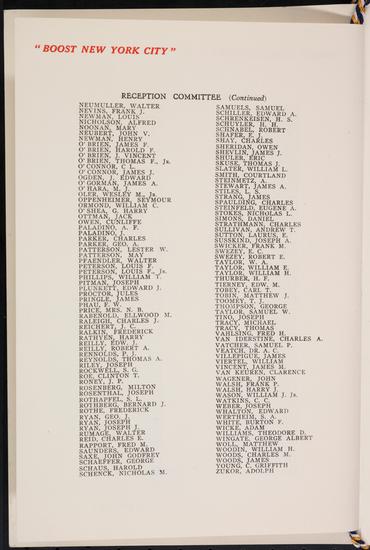 "BOOST NEW YORK CITY"
RECEPTION COMMITTEE (Continued)
NEUMULLER, WALTER
NEVINS, FRANK J.
NEWMAN, LOUIS
NICHOLSON, ALFRED
NOONAN, MARY
NEUBERT, JOHN V.
NEWMAN, HENRY
O'BRIEN, JAMES F.
O'BRIEN, HAROLD F.
O'BRIEN, J. VINCENT
O'BRIEN, THOMAS F., JR.
O'CONNOR, C L.
O'CONNOR, JAMES J.
OGDEN, J. EDWARD
O'GORMAN, JAMES A.
O'HARA, M. J.
OLER, WESLEY M., JR.
OPPENHEIMER, SEYMOUR
ORMOND, WILLIAM C.
O'SHEA, G. HARRY
OTTMAN, JACK
OWEN, CUNLIFFE
PALADINO, A. F.
PALADINO, J.
PARKER, CHARLES
PARKER, GEO. A.
PATTERSON, LESTER W.
PATTERSON, MAY
PFAENDLER, WALTER
PETERSON, LOUIS F.
PETERSON, LOUIS F., JR.
PHILLIPS, WILLIAM T.
PITMAN, JOSEPH
PLUNKETT, EDWARD J.
PROCTOR, JULES
PRINGLE, JAMES
PHAU, F. W.
PRICE, MRS. N. B.
RABENOLD, ELLWOOD M.
RALEIGH, CHARLES J.
REICHERT, J. C.
RALKIN, FREDERICK
RATHYEN, HARRY
REILLY, EDW. J.
REILLY, ROBERT A.
REYNOLDS, P. J.
REYNOLDS, THOMAS A.
RILEY, JOSEPH
ROCKWELL, S. G.
ROE, CLINTON T.
RONEY, J. P.
ROSENBERG, MILTON
ROSENTHAL, JOSEPH
ROTHAPFEL, S. L.
ROTHBERG, BERNARD J.
ROTHE, FREDERICK
RYAN, GEO. J.
RYAN, JOSEPH
RYAN, JOSEPH J.
RUMAGE, WALTER
REID, CHARLES E.
RAPPORT, FRED M.
SAUNDERS, EDWARD
SAXE, JOHN GODFREY
SCHAEFFER, GEORGE
SCHAUS, HAROLD
SCHENCK, NICHOLAS M.
SAMUELS, SAMUEL
SCHILLER, EDWARD A.
SCHRENKEISEN, H. S.
SCHUYLER, H. H.
SCHNABEL, ROBERT
SHAFER, E. J.
SHAY, CHARLES
SHERIDAN, OWEN
SHEVLIN, JAMES J.
SHULER, ERIC
SKUSE, THOMAS J.
SLATER, WILLIAM L.
SMITH, COURTLAND
STEINMETZ, A.
STEWART, JAMES A.
STILES, L. S.
STRANG, JAMES
SPAULDING, CHARLES
STEINFELD, EUGENE A.
STOKES, NICHOLAS L.
SIMONS, DANIEL
STRATHMANN, CHARLES
SULLIVAN, ANDREW T.
SUTTON, LAURUS, E.
SUSSKIND, JOSEPH A.
SWICKER, FRANK M.
SWEZEY, E. C.
SWEZEY, ROBERT E.
TAYLOR, W. A.
TAYLOR, WILLIAM E.
TAYLOR, WILLIAM H.
THURBER, H. F.
TIERNEY, EDW, M.
TOBEY, CARL T.
TOBIN, MATTHEW J.
TOOMEY, T. J.
THOMPSON, GEORGE
TAYLOR, SAMUEL W.
TINO, JOSEPH
TRACY, MICHAEL
TRACY, THOMAS
VAHLSING, FRED H.
VAN IDERSTINE, CHARLES A.
VATCHER, SAMUEL P.
VEATCH, DR. A. C.
VILLEFIGUE, JAMES
VIERTEL, WILLIAM
VINCENT, JAMES M.
VAN KEUREN, CLARENCE
WAGENER, JOHN
WALSH, FRANK P.
WALSH, HARRY J.
WASON, WILLIAM J. JR.
WATKINS, C. C.
WEBER, JOSEPH
WHALTON, EDWARD
WERTHEIM, S. A.
WHITE, BURTON F.
WICKE, ADAM
WILLIAMS, THEODORE D.
WINGATE, GEORGE ALBERT
WOLL, MATTHEW
WOODIN, WILLIAM H.
WOODS, CHARLES M.
WOODS, JAMES
YOUNG, C. GRIFFITH
ZUKOR, ADOLPH